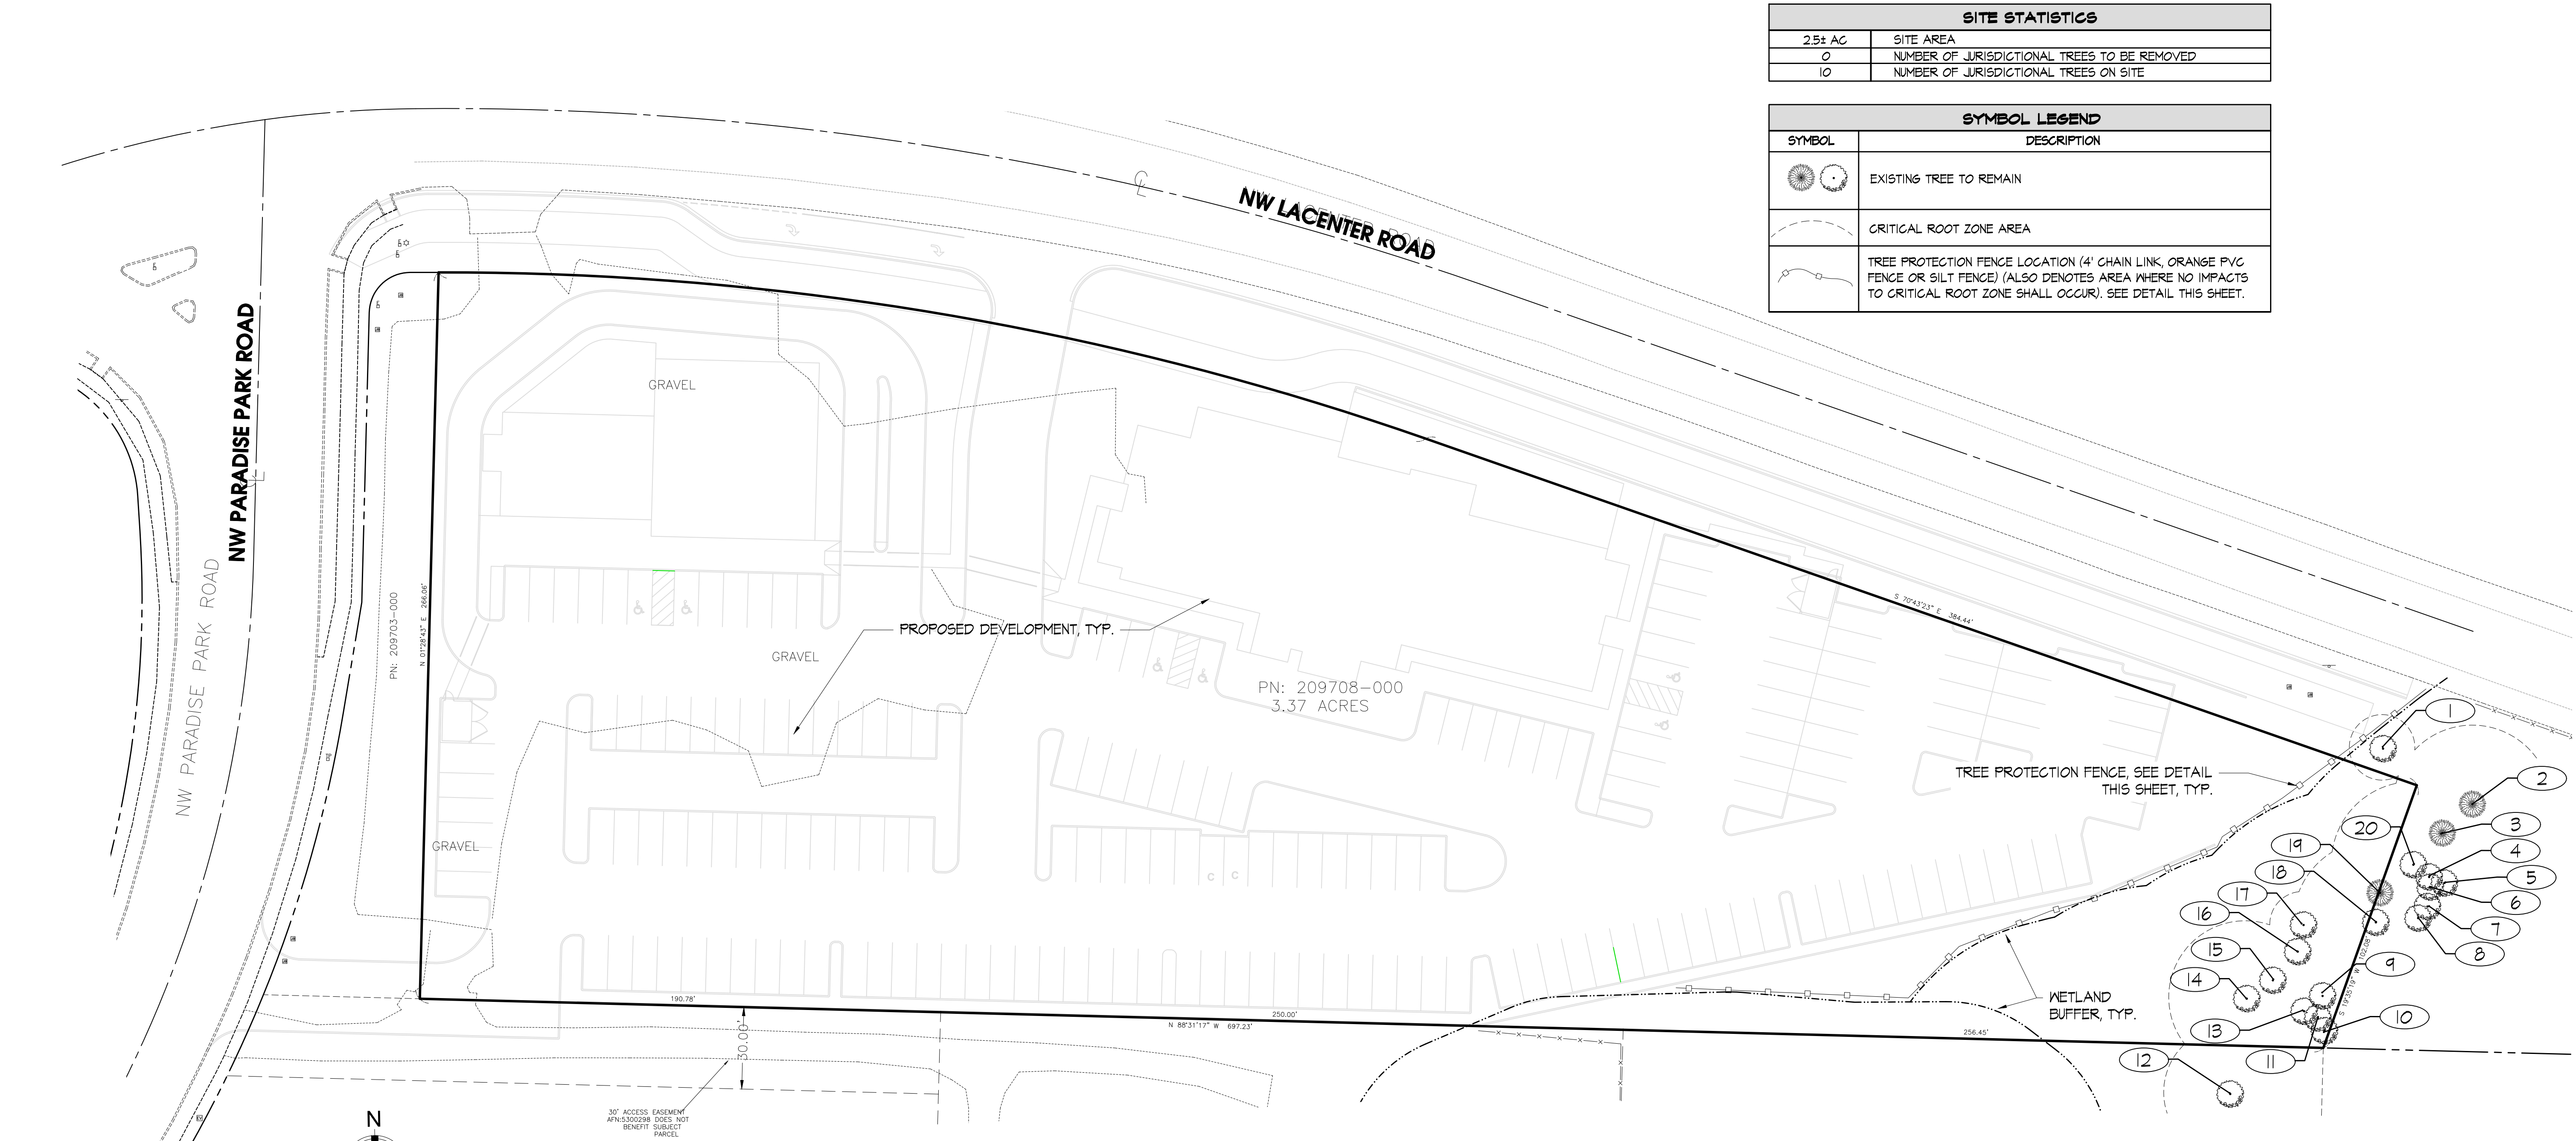 SITE STATISTICS
2.5± AC SITE AREA
0 NUMBER OF JURISDICTIONAL TREES TO BE REMOVED
10 NUMBER OF JURISDICTIONAL TREES ON SITE
SYMBOL LEGEND
SYMBOL DESCRIPTION
EXISTING TREE TO REMAIN
CRITICAL ROOT ZONE AREA
TREE PROTECTION FENCE LOCATION (4' CHAIN LINK, ORANGE PVC
FENCE OR SILT FENCE) (ALSO DENOTES AREA WHERE NO IMPACTS
TO CRITICAL ROOT ZONE SHALL OCCUR). SEE DETAIL THIS SHEET.
NW LACENTER ROAD
NW PARADISE PARK ROAD
NW PARADISE PARK ROAD
PN: 209703-000
N 01°28'43" E 266.06'
GRAVEL
GRAVEL
GRAVEL
PROPOSED DEVELOPMENT, TYP.
PN: 209708-000
3.37 ACRES
S 70°43'23" E 384.44'
TREE PROTECTION FENCE, SEE DETAIL
THIS SHEET, TYP.
WETLAND
BUFFER, TYP.
C C
1
2
3
4
5
6
7
8
9
10
11
12
13
14
15
16
17
18
19
20
S 19°35'19" W 102.08'
190.78'
250.00'
N 88°31'17" W 697.23'
256.45'
30.00'
30' ACCESS EASEMENT
AFN:5300298 DOES NOT
BENEFIT SUBJECT
PARCEL
N